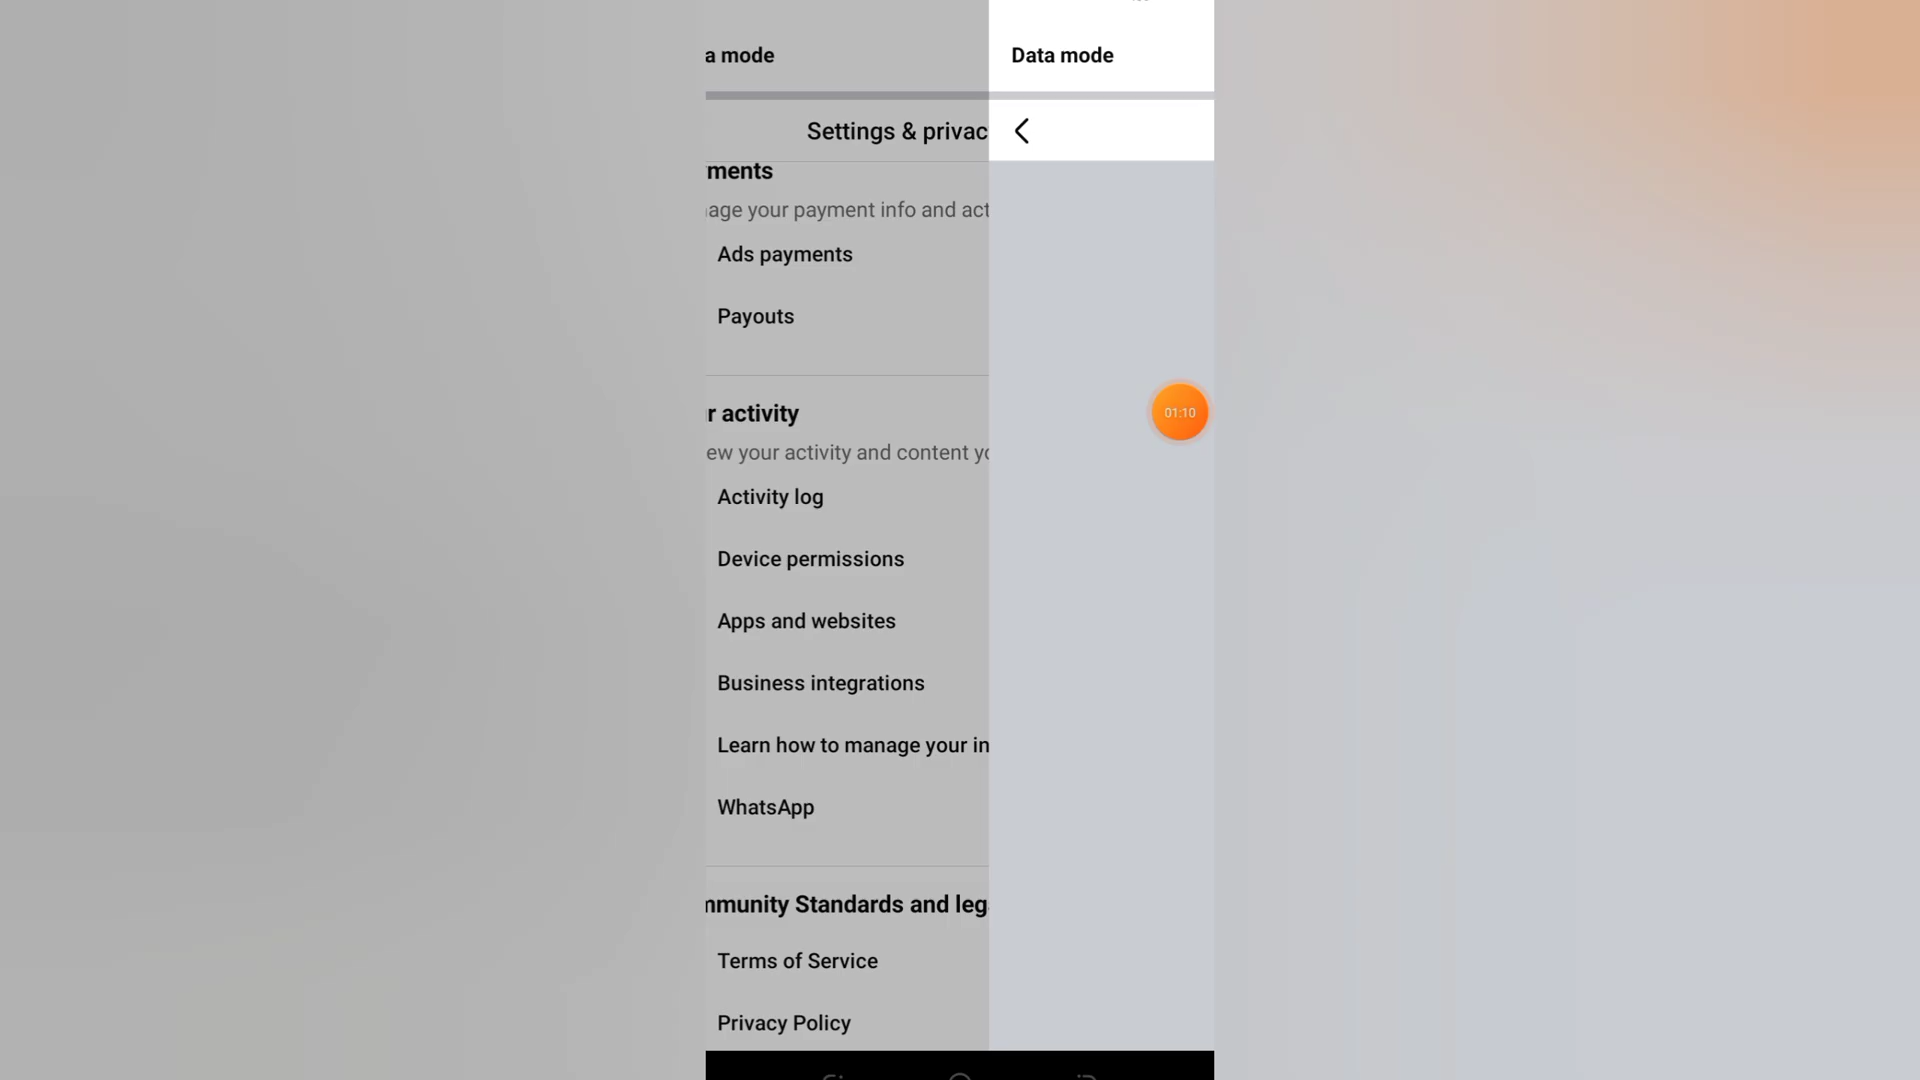 a mode
Data mode
Settings & privac
ments
age your payment info and act
Ads payments
Payouts
r activity
01:10
ew your activity and content yo
Activity log
Device permissions
Apps and websites
Business integrations
Learn how to manage your in
WhatsApp
mmunity Standards and leg
Terms of Service
Privacy Policy